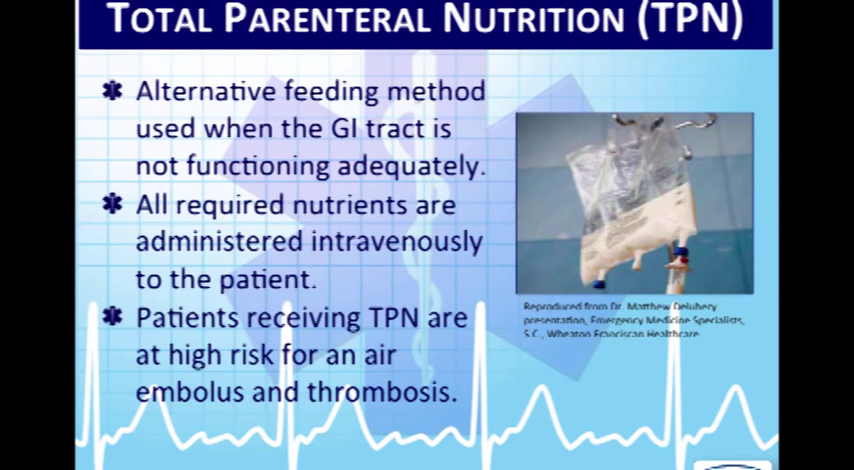 TOTAL PARENTERAL NUTRITION (TPN)
Alternative feeding method
used when the GI tract is
not functioning adequately.
All required nutrients are
administered intravenously
to the patient.
Patients receiving TPN are
at high risk for an air
embolus and thrombosis.
Reproduced from Dr. Matthew Deluhery
presentation, Emergency Medicine Specialists,
S.C., Wheaton Franciscan Healthcare